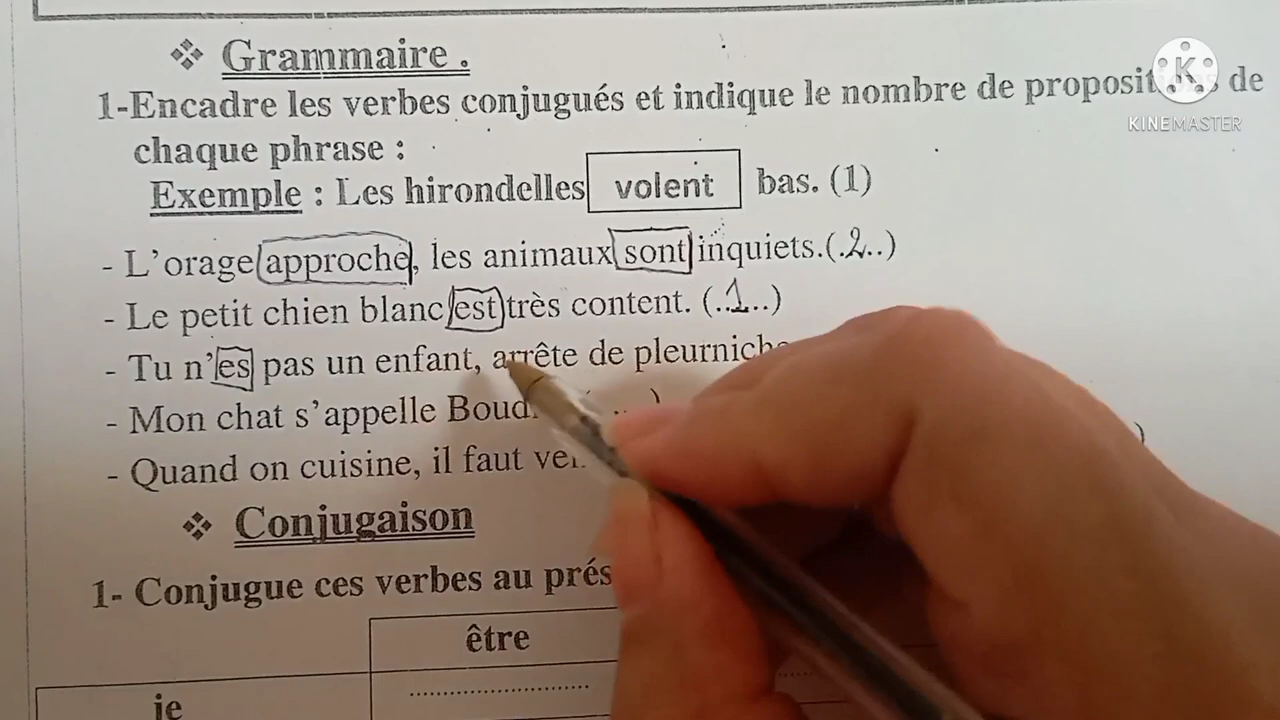 ❖ Grammaire .
1-Encadre les verbes conjugués et indique le nombre de de
chaque phrase :
Exemple : Les hirondelles volent bas. (1)
- L'orage approche, les animaux sont inquiets.(.2..)
- Le petit chien blanc est très content. (..1..)
- Tu n'es pas un enfant, arrête de
- Mon chat s'appelle
- Quand on cuisine, il faut
❖ Conjugaison
1- Conjugue ces verbes au
être
je
KINEMASTER